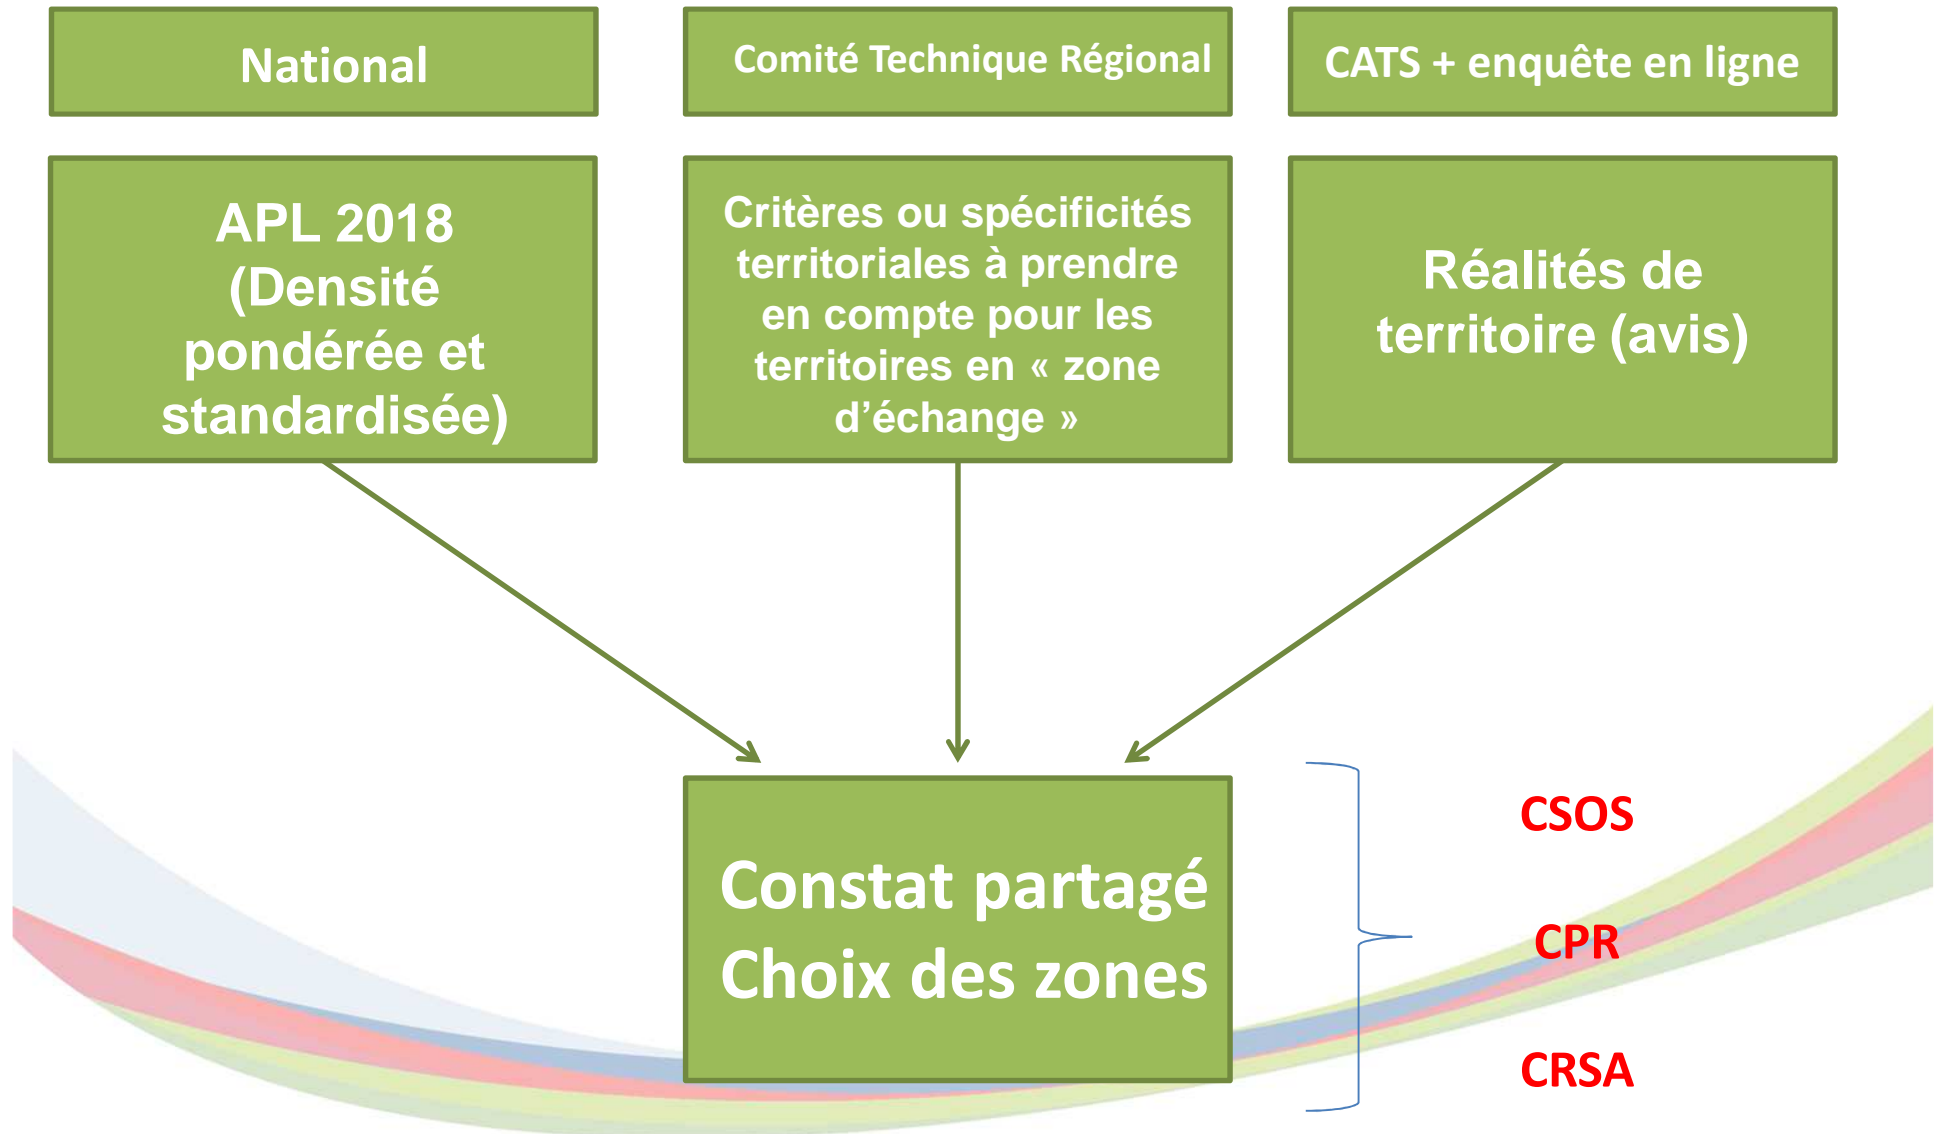 National
Comité Technique Régional
CATS + enquête en ligne
APL 2018
(Densité
pondérée et
standardisée)
Critères ou spécificités
territoriales à prendre
en compte pour les
territoires en « zone
d’échange »
Réalités de
territoire (avis)
Constat partagé
Choix des zones
CSOS
CPR
CRSA